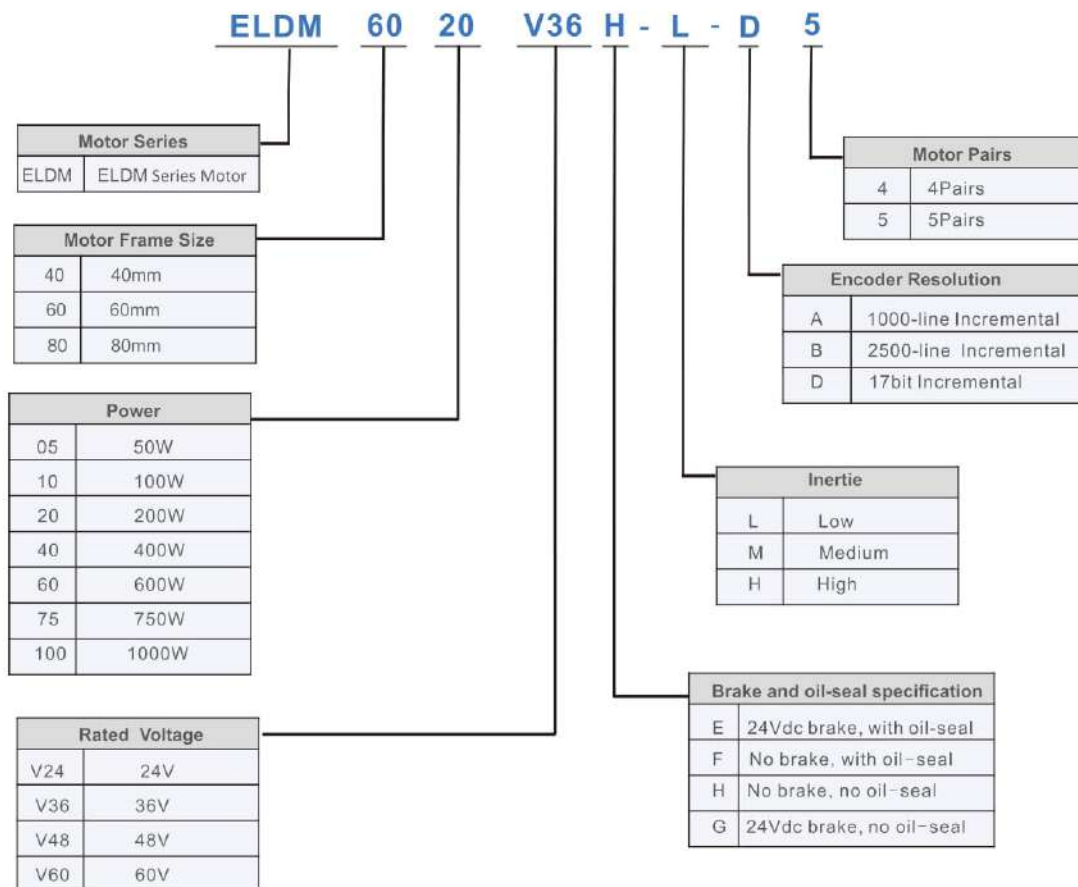 ELDM 60 20 V36 H - L - D 5
Motor Series
ELDM ELDM Series Motor
Motor Frame Size
40 40mm
60 60mm
80 80mm
Power
05 50W
10 100W
20 200W
40 400W
60 600W
75 750W
100 1000W
Rated Voltage
V24 24V
V36 36V
V48 48V
V60 60V
Motor Pairs
4 4Pairs
5 5Pairs
Encoder Resolution
A 1000-line Incremental
B 2500-line Incremental
D 17bit Incremental
Inertie
L Low
M Medium
H High
Brake and oil-seal specification
E 24Vdc brake, with oil-seal
F No brake, with oil-seal
H No brake, no oil-seal
G 24Vdc brake, no oil-seal